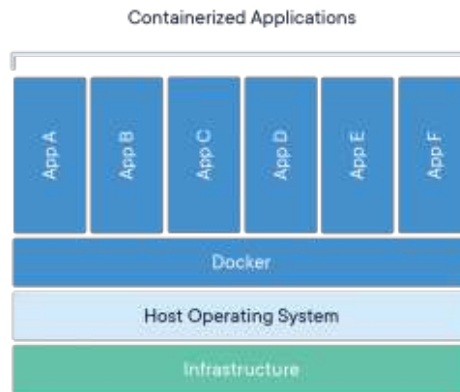 Containerized Applications
App A
App B
App C
App D
App E
App F
Docker
Host Operating System
Infrastructure